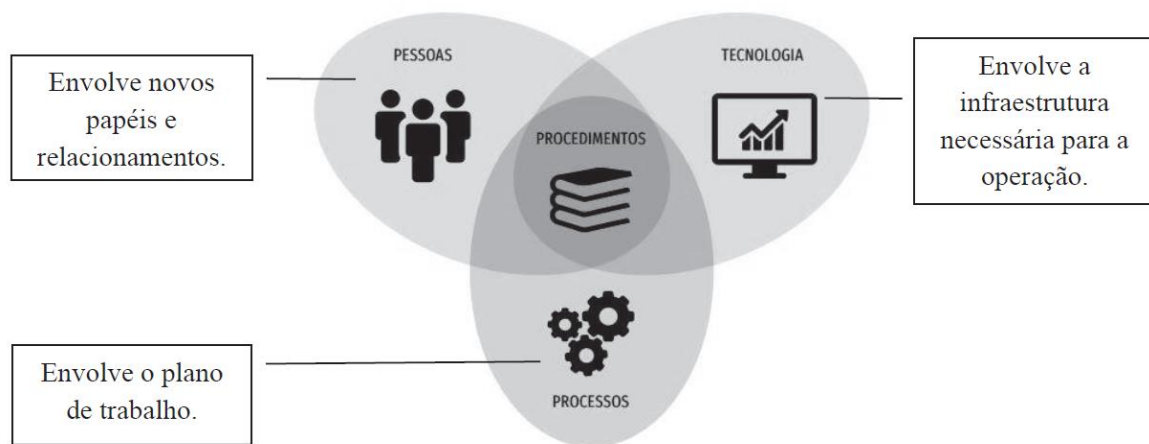 PESSOAS
TECNOLOGIA
Envolve novos
papéis e
relacionamentos.
PROCEDIMENTOS
Envolve a
infraestrutura
necessária para a
operação.
Envolve o plano
de trabalho.
PROCESSOS